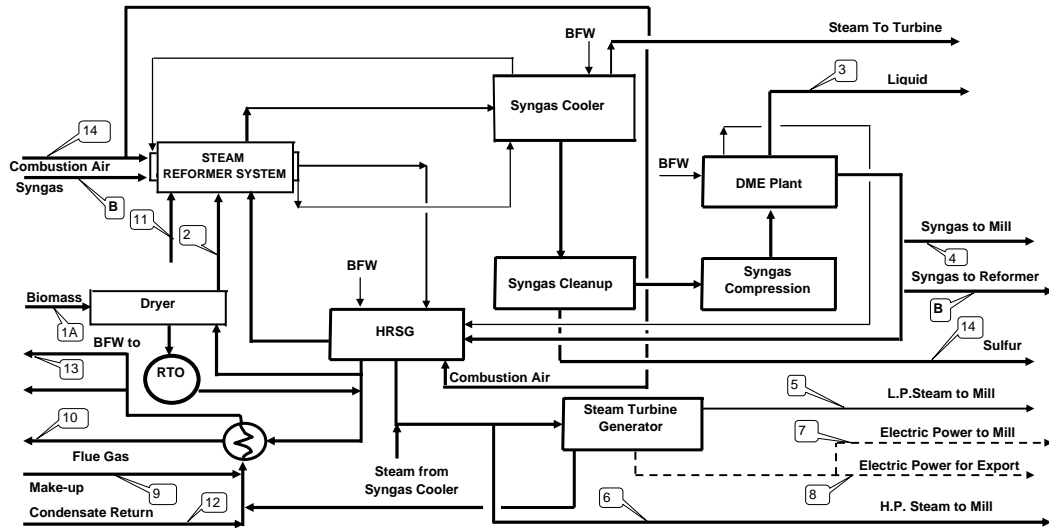 Steam To Turbine
BFW
3
Liquid
Syngas Cooler
14
Combustion Air
STEAM
REFORMER SYSTEM
BFW
DME Plant
Syngas
B
11
2
Syngas to Mill
4
BFW
Syngas Cleanup
Syngas
Compression
Syngas to Reformer
B
Biomass
1A
Dryer
HRSG
14
Sulfur
BFW to
13
RTO
Combustion Air
5
L.P.Steam to Mill
Steam Turbine
Generator
10
7
Electric Power to Mill
Flue Gas
Steam from
Syngas Cooler
Electric Power for Export
8
Make-up
9
12
6
H.P. Steam to Mill
Condensate Return